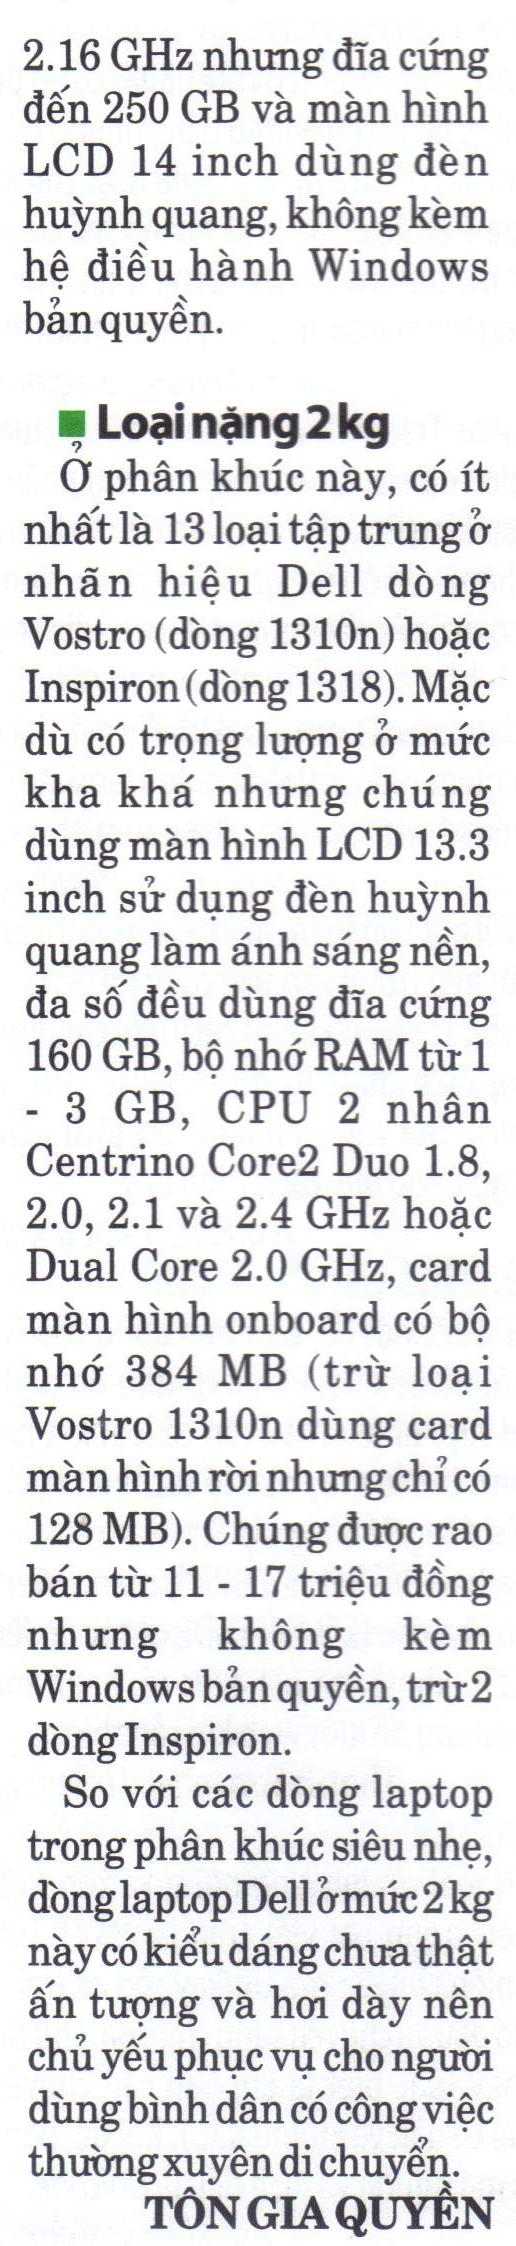 2.16 GHz nhưng đĩa cứng
đến 250 GB và màn hình
LCD 14 inch dùng đèn
huỳnh quang, không kèm
hệ điều hành Windows
bản quyền.
Loại nặng 2 kg
Ở phân khúc này, có ít
nhất là 13 loại tập trung ở
nhãn hiệu Dell dòng
Vostro (dòng 1310n) hoặc
Inspiron (dòng 1318). Mặc
dù có trọng lượng ở mức
kha khá nhưng chúng
dùng màn hình LCD 13.3
inch sử dụng đèn huỳnh
quang làm ánh sáng nền,
đa số đều dùng đĩa cứng
160 GB, bộ nhớ RAM từ 1
- 3 GB, CPU 2 nhân
Centrino Core2 Duo 1.8,
2.0, 2.1 và 2.4 GHz hoặc
Dual Core 2.0 GHz, card
màn hình onboard có bộ
nhớ 384 MB (trừ loại
Vostro 1310n dùng card
màn hình rời nhưng chỉ có
128 MB). Chúng được rao
bán từ 11 - 17 triệu đồng
nhưng không kèm
Windows bản quyền, trừ 2
dòng Inspiron.
So với các dòng laptop
trong phân khúc siêu nhẹ,
dòng laptop Dell ở mức 2 kg
này có kiểu dáng chưa thật
ấn tượng và hơi dày nên
chủ yếu phục vụ cho người
dùng bình dân có công việc
thường xuyên di chuyển.
TÔN GIA QUYỀN